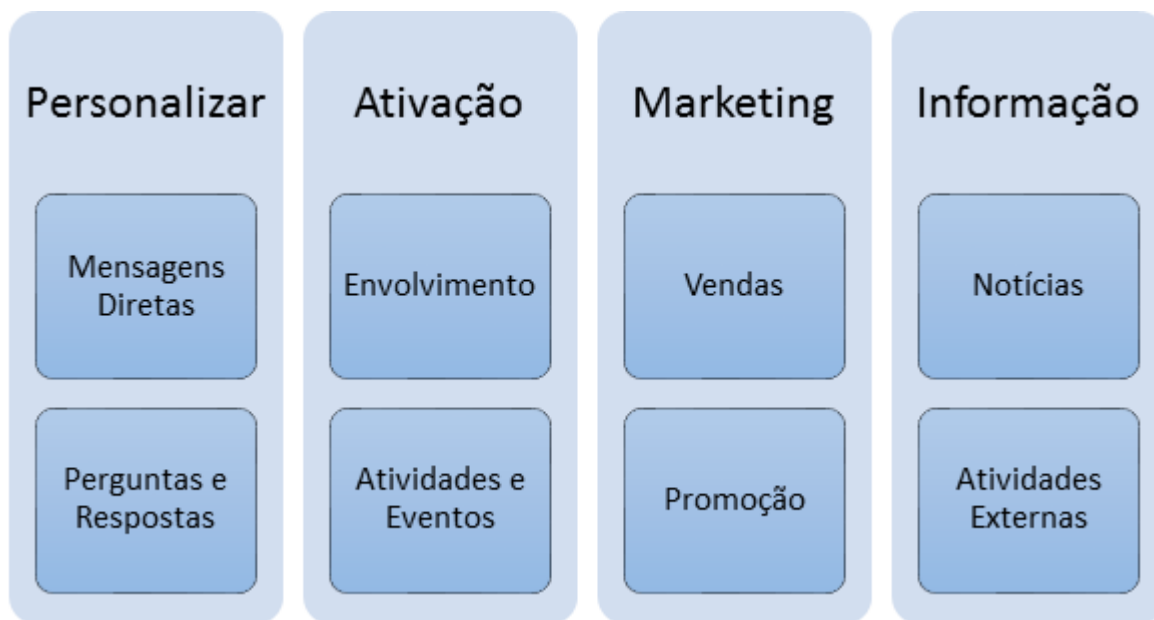 Personalizar
Ativação
Marketing
Informação
Mensagens
Diretas
Envolvimento
Vendas
Notícias
Perguntas e
Respostas
Atividades e
Eventos
Promoção
Atividades
Externas